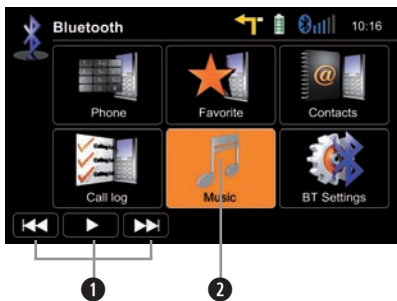 Bluetooth 10:16
Phone Favorite Contacts
@
Call log Music BT Settings
1 2